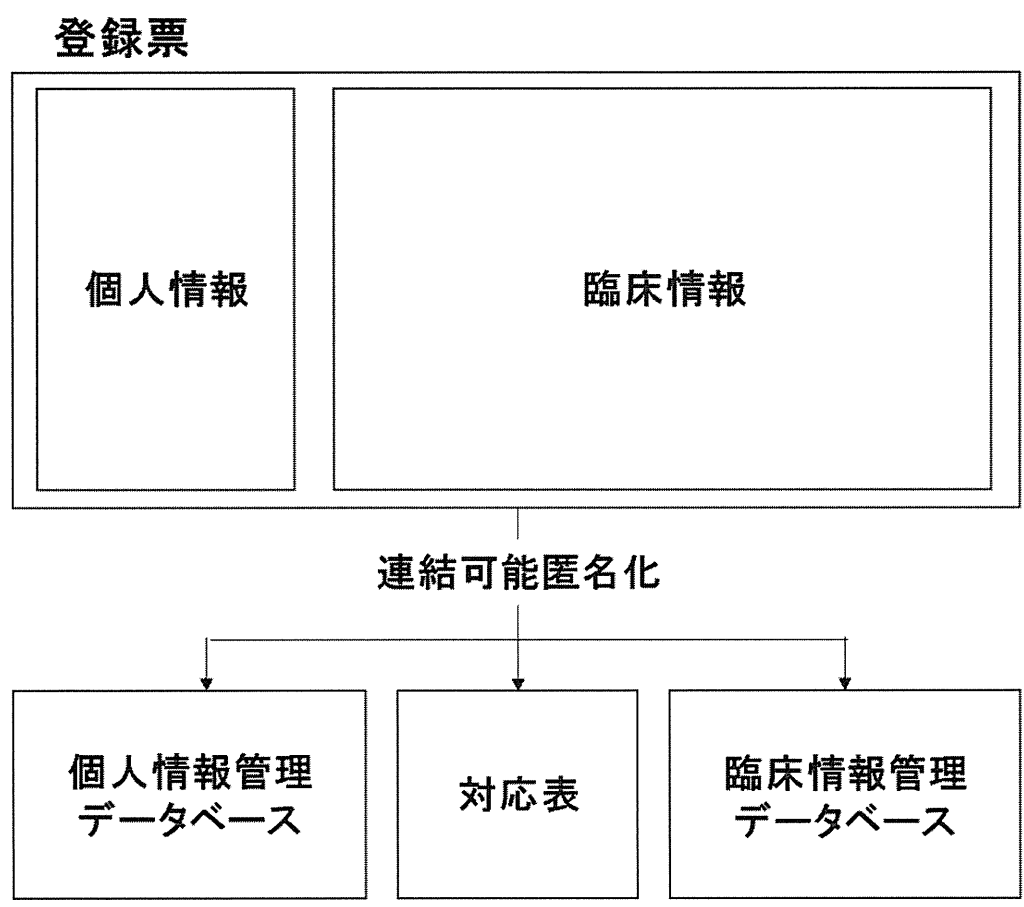 登録票
個人情報
臨床情報
連結可能匿名化
個人情報管理
データベース
対応表
臨床情報管理
データベース